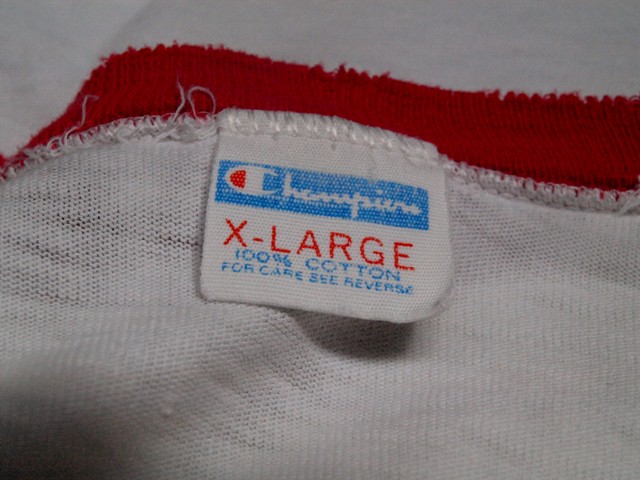 Champion
X-LARGE
100% COTTON
FOR CARE SEE REVERSE